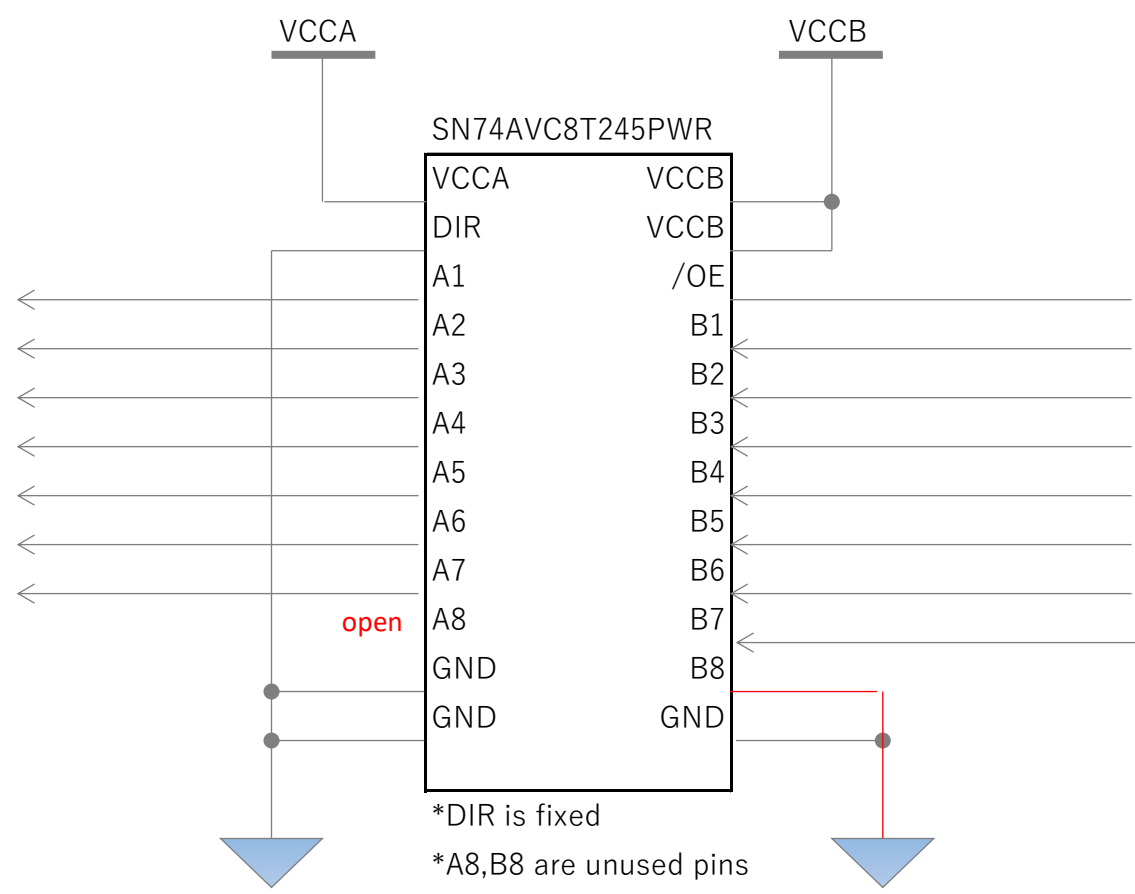 VCCA
VCCB
SN74AVC8T245PWR
VCCA
VCCB
DIR
VCCB
A1
/OE
A2
B1
A3
B2
A4
B3
A5
B4
A6
B5
A7
B6
open
A8
B7
GND
B8
GND
GND
*DIR is fixed
*A8,B8 are unused pins